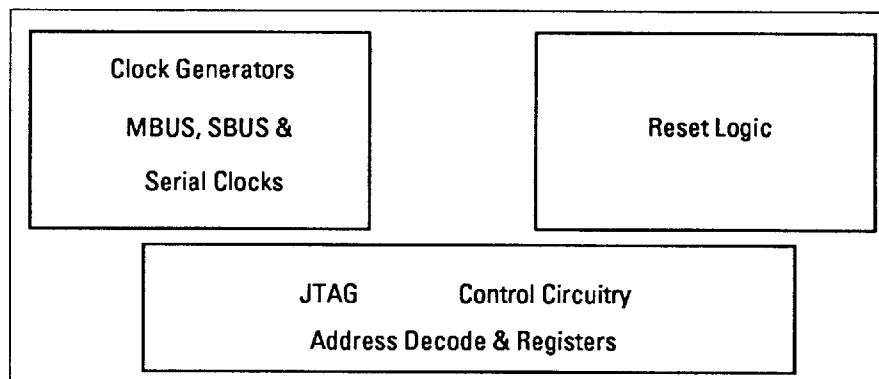 Clock Generators
MBUS, SBUS &
Serial Clocks
Reset Logic
JTAG Control Circuitry
Address Decode & Registers